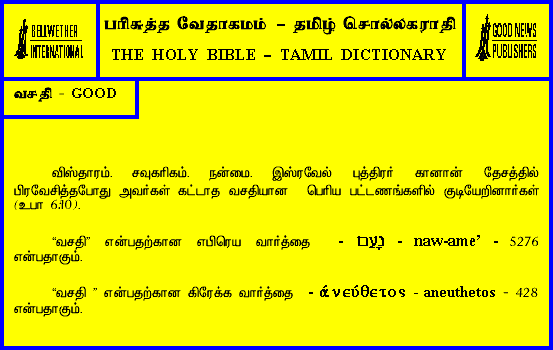 BELLWETHER
INTERNATIONAL
பரிசுத்த வேதாகமம் – தமிழ் சொல்லகராதி
THE HOLY BIBLE – TAMIL DICTIONARY
GOOD NEWS
PUBLISHERS
வசதி - GOOD
விஸ்தாரம். சவுகரிகம். நன்மை. இஸ்ரவேல் புத்திரர் கானான் தேசத்தில்
பிரவேசித்தபோது அவர்கள் கட்டாத வசதியான பெரிய பட்டணங்களில் குடியேறினார்கள்
(உபா 6:10).
“வசதி” என்பதற்கான எபிரெய வார்த்தை - נָעֵם - naw-ame’ - 5276
என்பதாகும்.
“வசதி ” என்பதற்கான கிரேக்க வார்த்தை - ἀνεύθετος - aneuthetos - 428
என்பதாகும்.